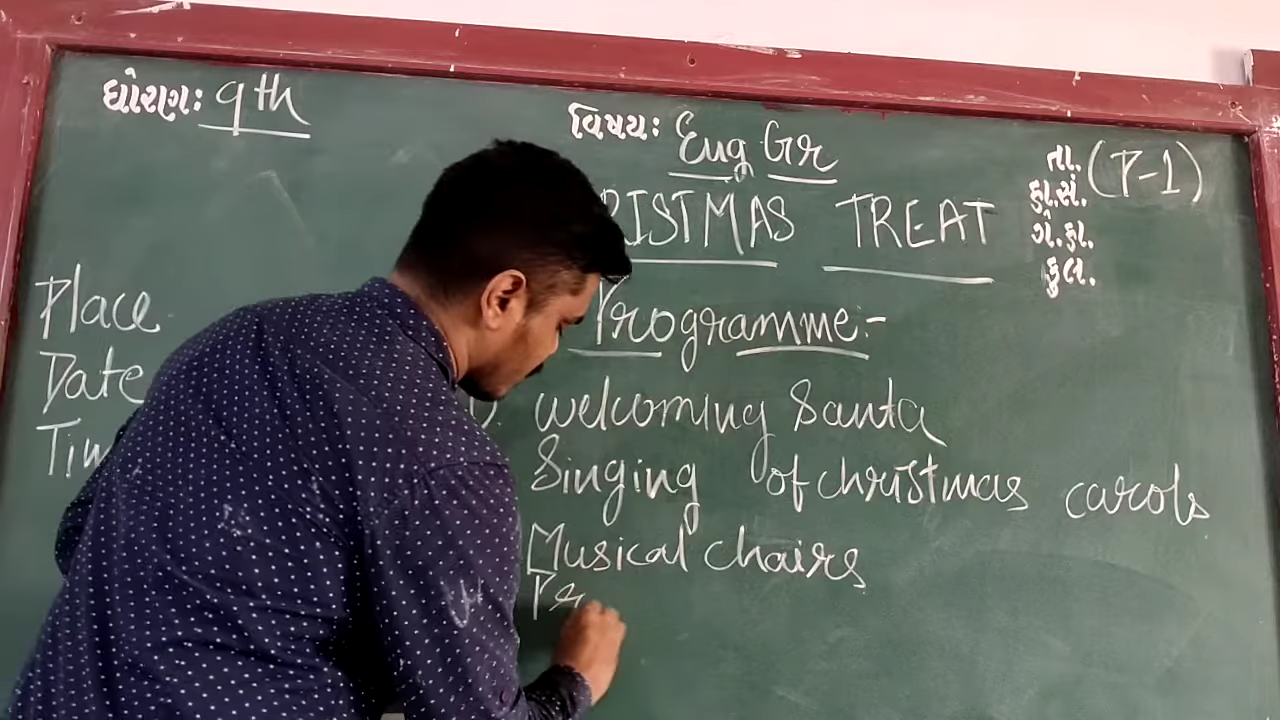 ધોરણ: 9th
વિષય: Eng Gr
તા. (P-1)
હા.સં.
ગે.હા.
કુલ.
RISTMAS TREAT
Place
Date
Tim
Programme:-
1) welcoming Santa
Singing of christmas carols
Musical chairs